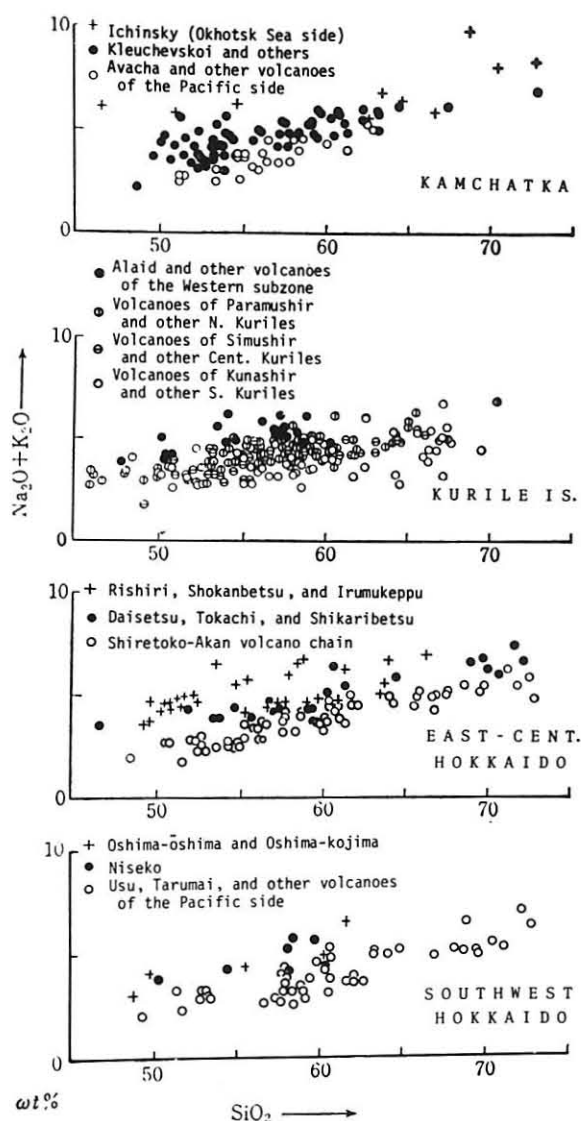 10
+ Ichinsky (Okhotsk Sea side)
● Kleuchevskoi and others
○ Avacha and other volcanoes
of the Pacific side
KAMCHATKA
0
50 60 70
● Alaid and other volcanoes
of the Western subzone
Volcanoes of Paramushir
and other N. Kuriles
10
Volcanoes of Simushir
and other Cent. Kuriles
Volcanoes of Kunashir
and other S. Kuriles
Na₂O+K₂O →
KURILE IS.
0
50 60 70
10
+ Rishiri, Shokanbetsu, and Irumukeppu
● Daisetsu, Tokachi, and Shikaribetsu
○ Shiretoko-Akan volcano chain
EAST-CENT.
HOKKAIDO
0
50 60 70
10
+ Oshima-ōshima and Oshima-kojima
● Niseko
○ Usu, Tarumai, and other volcanoes
of the Pacific side
SOUTHWEST
HOKKAIDO
0
50 60 70
wt.%
SiO₂ →